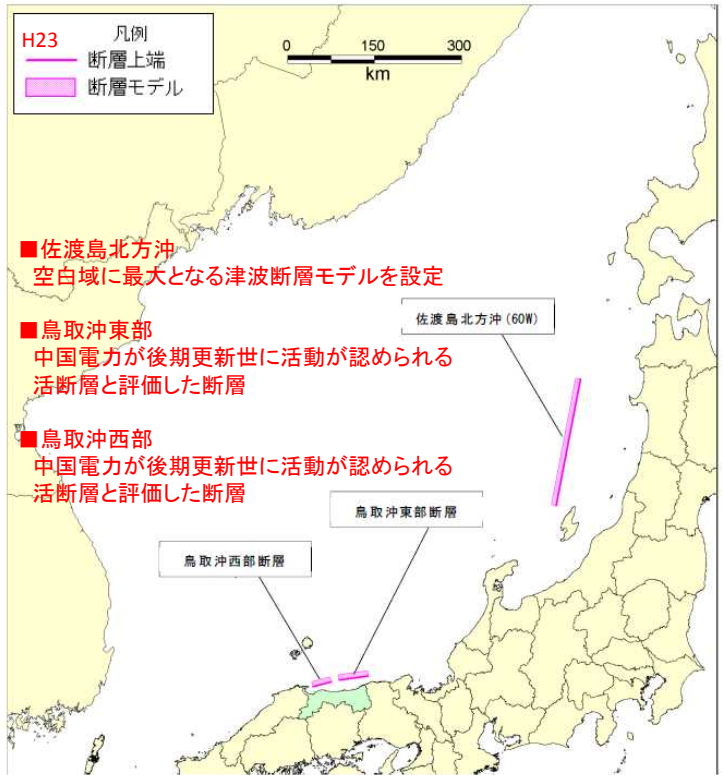 H23 凡例
断層上端
断層モデル
0 150 300
km
■佐渡島北方沖
空白域に最大となる津波断層モデルを設定
佐渡島北方沖(60W)
■鳥取沖東部
中国電力が後期更新世に活動が認められる
活断層と評価した断層
■鳥取沖西部
中国電力が後期更新世に活動が認められる
活断層と評価した断層
鳥取沖東部断層
鳥取沖西部断層